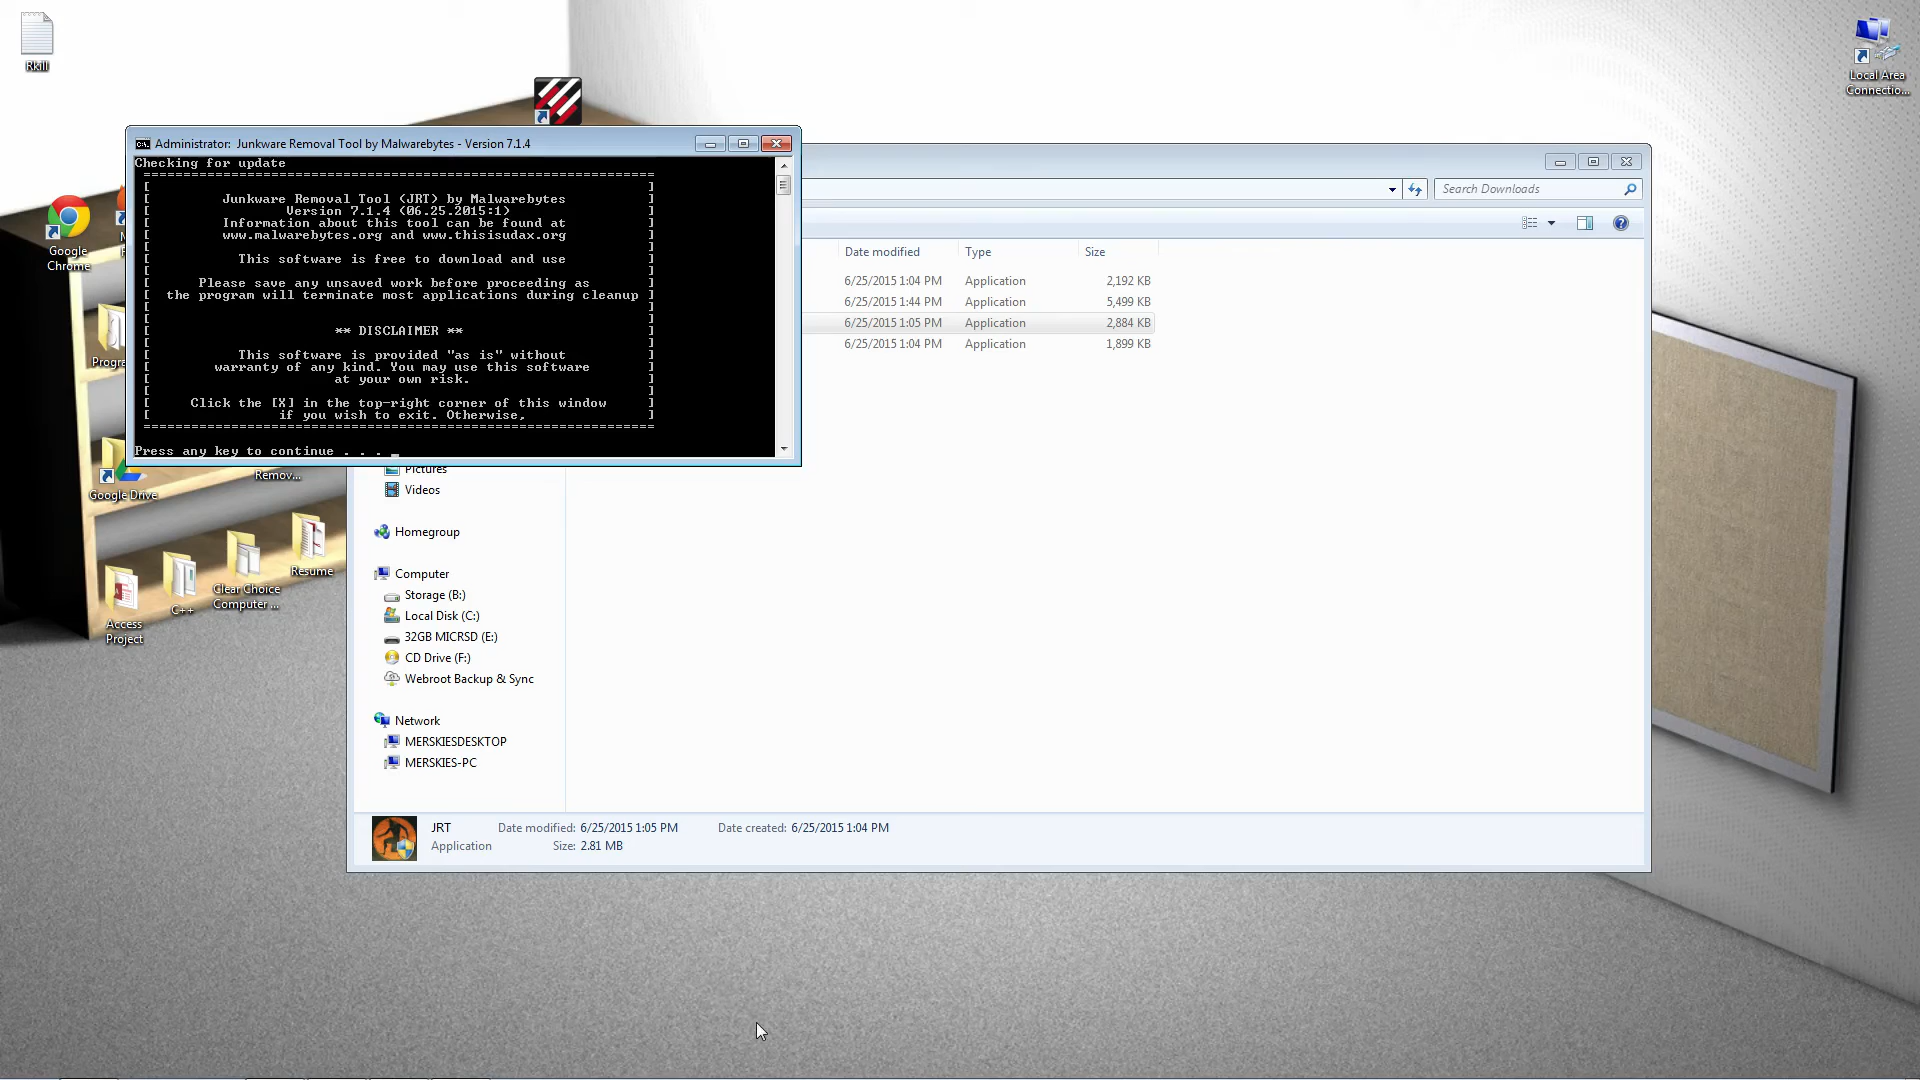 Rkill
Local Area
Connectio...
Administrator: Junkware Removal Tool by Malwarebytes - Version 7.1.4
Checking for update
Junkware Removal Tool (JRT) by Malwarebytes
Version 7.1.4 (06.25.2015:1)
Information about this tool can be found at
www.malwarebytes.org and www.thisisudax.org
This software is free to download and use
Please save any unsaved work before proceeding as
the program will terminate most applications during cleanup
** DISCLAIMER **
This software is provided "as is" without
warranty of any kind. You may use this software
at your own risk.
Click the [X] in the top-right corner of this window
if you wish to exit. Otherwise,
Press any key to continue . . .
Search Downloads
Date modified Type Size
6/25/2015 1:04 PM Application 2,192 KB
6/25/2015 1:44 PM Application 5,499 KB
6/25/2015 1:05 PM Application 2,884 KB
6/25/2015 1:04 PM Application 1,899 KB
Google
Chrome
Progra
Google Drive
Remov...
Resume
Clear Choice
Computer ...
C++
Access
Project
Pictures
Videos
Homegroup
Computer
Storage (B:)
Local Disk (C:)
32GB MICRSD (E:)
CD Drive (F:)
Webroot Backup & Sync
Network
MERSKIESDESKTOP
MERSKIES-PC
JRT Date modified: 6/25/2015 1:05 PM Date created: 6/25/2015 1:04 PM
Application Size: 2.81 MB